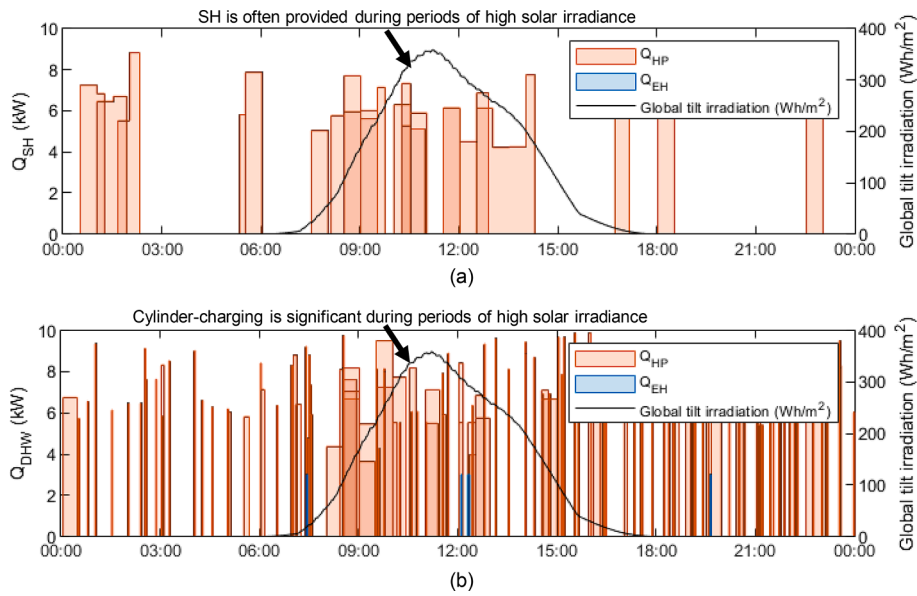 SH is often provided during periods of high solar irradiance
10
8
6
4
2
0
Q_SH (kW)
400
300
200
100
0
Global tilt irradiation (Wh/m²)
Q_HP
Q_EH
Global tilt irradiation (Wh/m²)
00:00 03:00 06:00 09:00 12:00 15:00 18:00 21:00 00:00
(a)
Cylinder-charging is significant during periods of high solar irradiance
10
8
6
4
2
0
Q_DHW (kW)
400
300
200
100
0
Global tilt irradiation (Wh/m²)
Q_HP
Q_EH
Global tilt irradiation (Wh/m²)
00:00 03:00 06:00 09:00 12:00 15:00 18:00 21:00 00:00
(b)